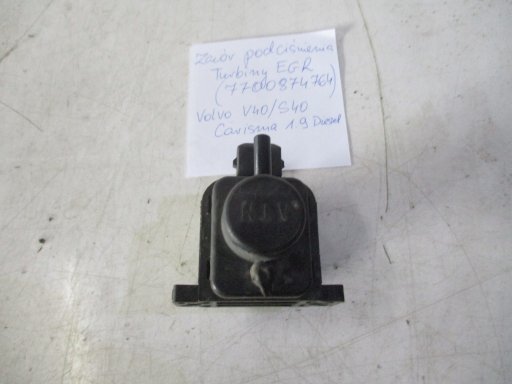 Zawór podciśnienia
Turbiny EGR
(7700874764)
Volvo V40/S40
Carisma 1.9 Diesel